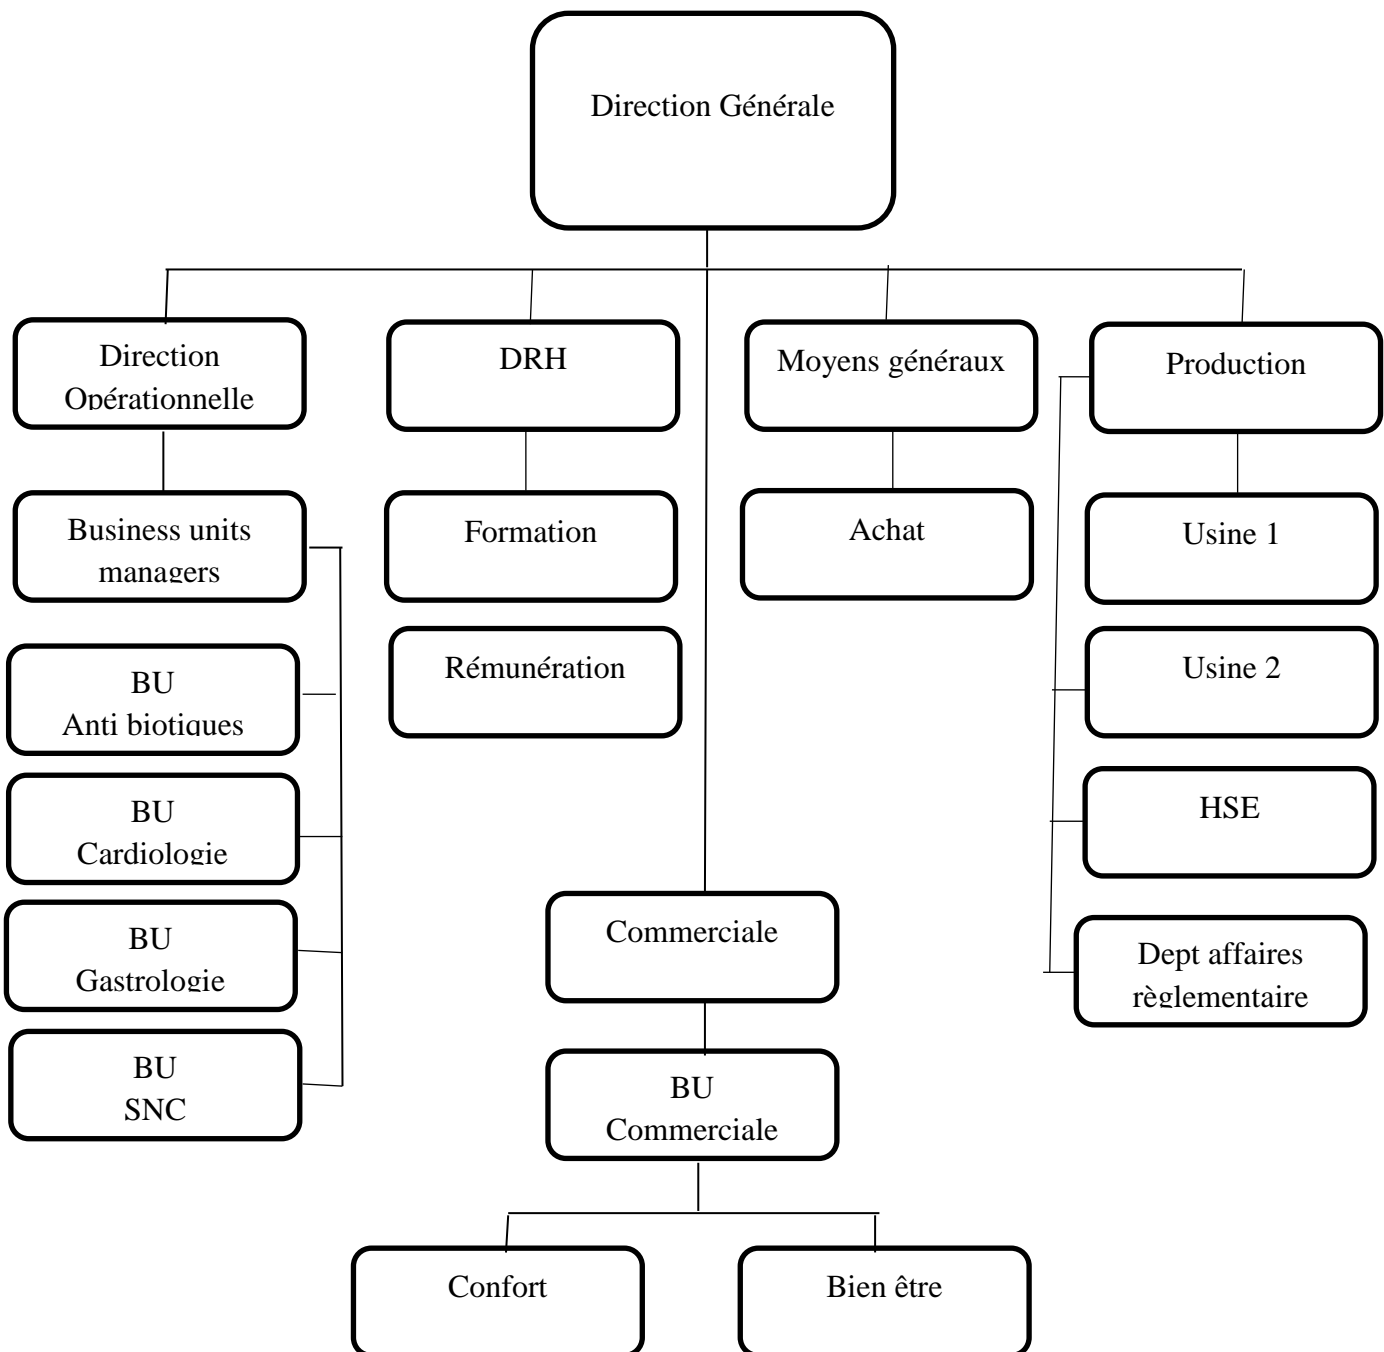 Direction Générale
Direction
Opérationnelle
DRH
Moyens généraux
Production
Business units
managers
Formation
Achat
Usine 1
BU
Anti biotiques
Rémunération
Usine 2
BU
Cardiologie
HSE
BU
Gastrologie
Commerciale
Dept affaires
règlementaire
BU
SNC
BU
Commerciale
Confort
Bien être